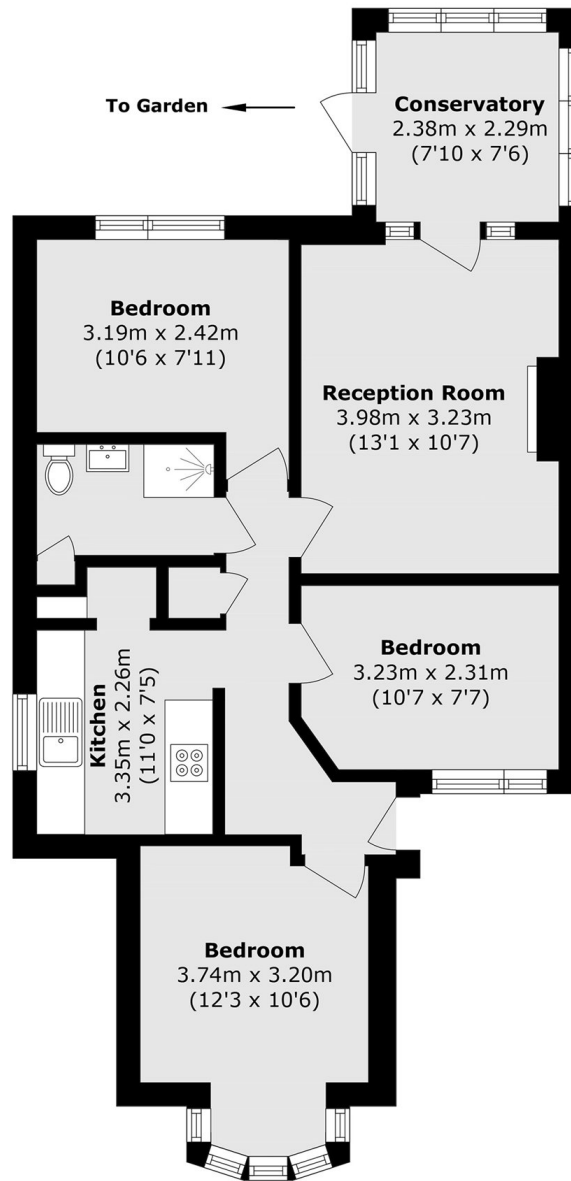 To Garden
Conservatory
2.38m x 2.29m
(7'10 x 7'6)
Bedroom
3.19m x 2.42m
(10'6 x 7'11)
Reception Room
3.98m x 3.23m
(13'1 x 10'7)
Bedroom
3.23m x 2.31m
(10'7 x 7'7)
Kitchen
3.35m x 2.26m
(11'0 x 7'5)
Bedroom
3.74m x 3.20m
(12'3 x 10'6)